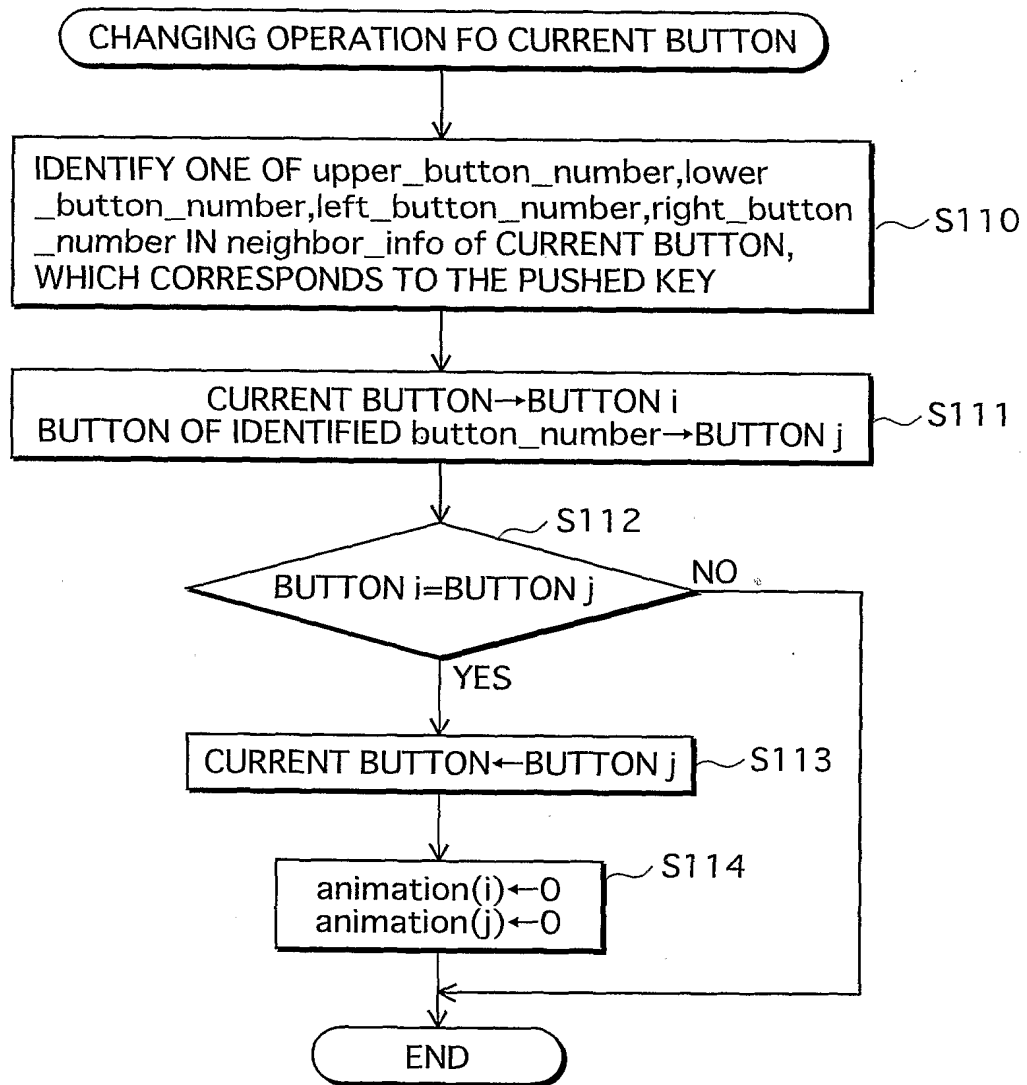 CHANGING OPERATION FO CURRENT BUTTON
IDENTIFY ONE OF upper_button_number,lower
_button_number,left_button_number,right_button
_number IN neighbor_info of CURRENT BUTTON,
WHICH CORRESPONDS TO THE PUSHED KEY
S110
CURRENT BUTTON→BUTTON i
BUTTON OF IDENTIFIED button_number→BUTTON j
S111
S112
BUTTON i=BUTTON j
NO
YES
CURRENT BUTTON←BUTTON j
S113
S114
animation(i)←0
animation(j)←0
END